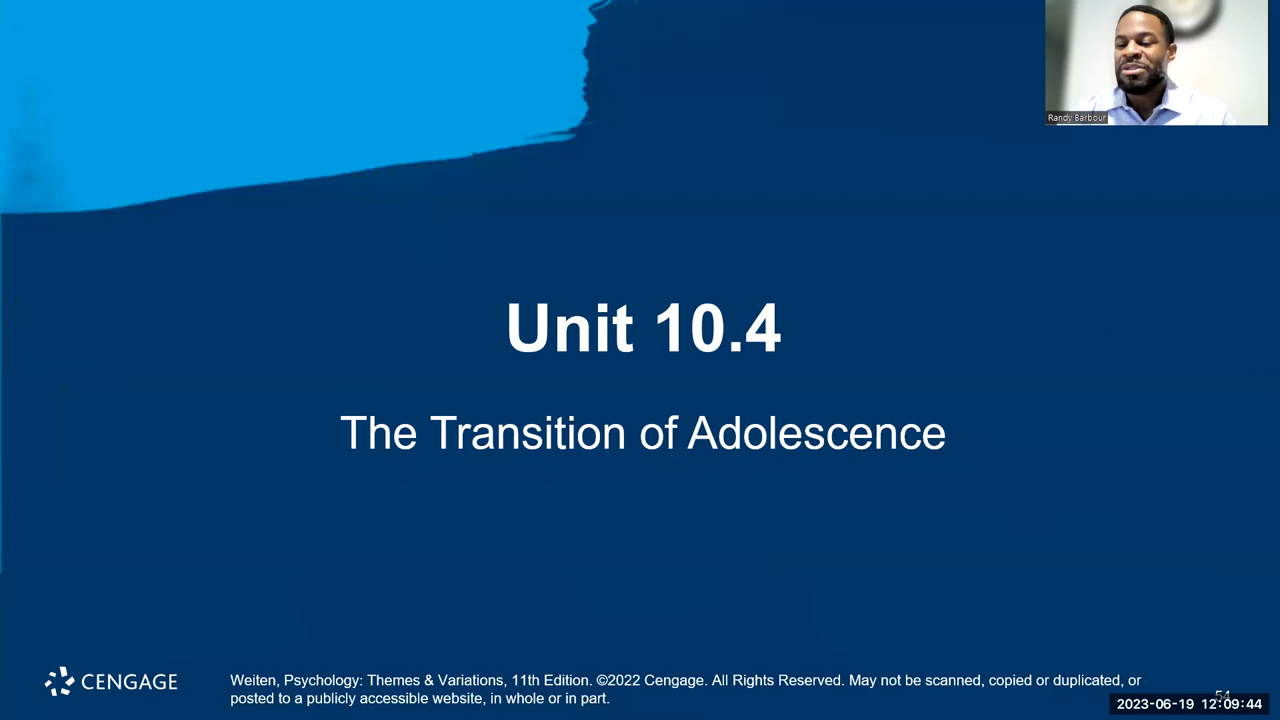 Randy Barbour
Unit 10.4
The Transition of Adolescence
CENGAGE
Weiten, Psychology: Themes & Variations, 11th Edition. ©2022 Cengage. All Rights Reserved. May not be scanned, copied or duplicated, or
posted to a publicly accessible website, in whole or in part.
54
2023-06-19 12:09:44